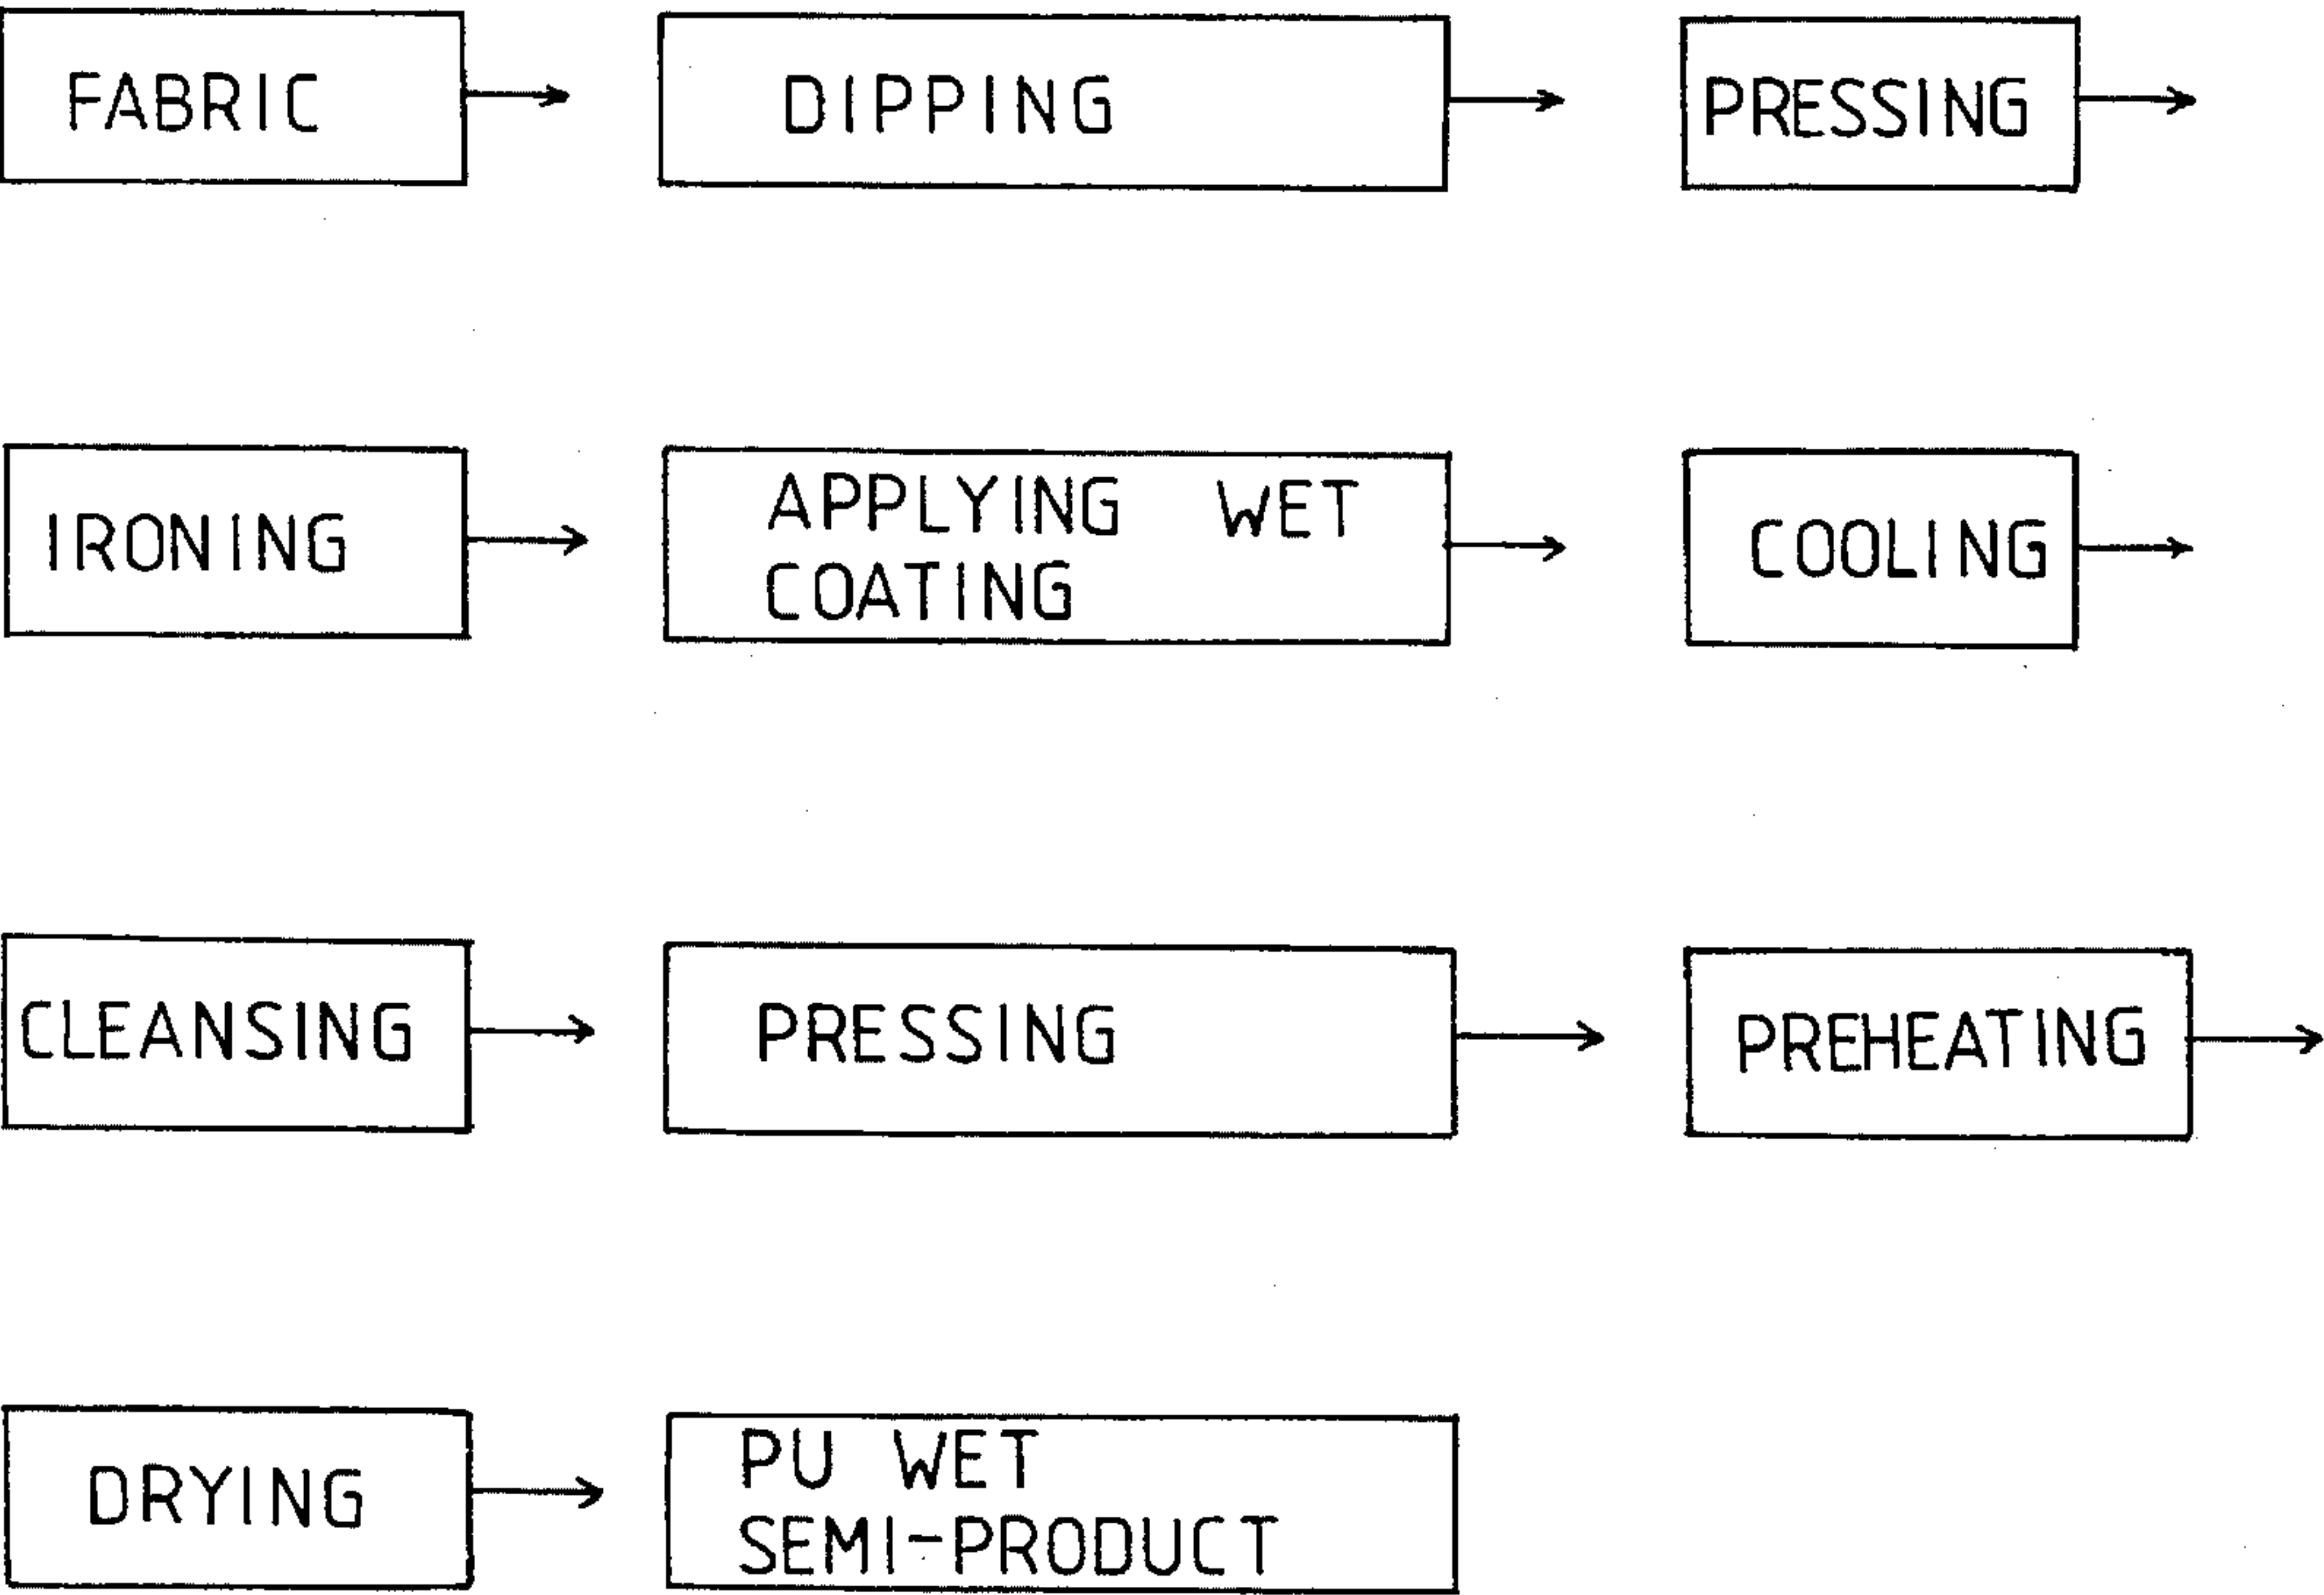 FABRIC
DIPPING
PRESSING
IRONING
APPLYING WET
COATING
COOLING
CLEANSING
PRESSING
PREHEATING
DRYING
PU WET
SEMI-PRODUCT